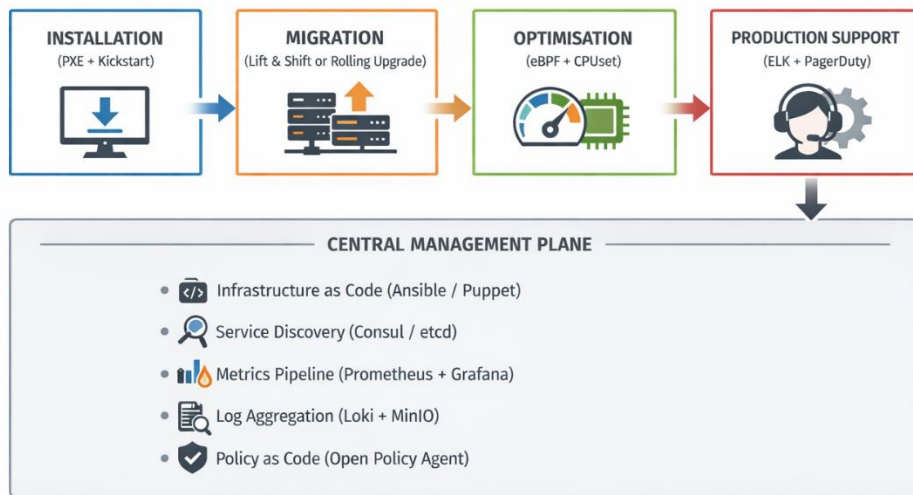 INSTALLATION
(PXE + Kickstart)
MIGRATION
(Lift & Shift or Rolling Upgrade)
OPTIMISATION
(eBPF + CPUset)
PRODUCTION SUPPORT
(ELK + PagerDuty)
CENTRAL MANAGEMENT PLANE
• </> Infrastructure as Code (Ansible / Puppet)
• Service Discovery (Consul / etcd)
• Metrics Pipeline (Prometheus + Grafana)
• Log Aggregation (Loki + MinIO)
• Policy as Code (Open Policy Agent)